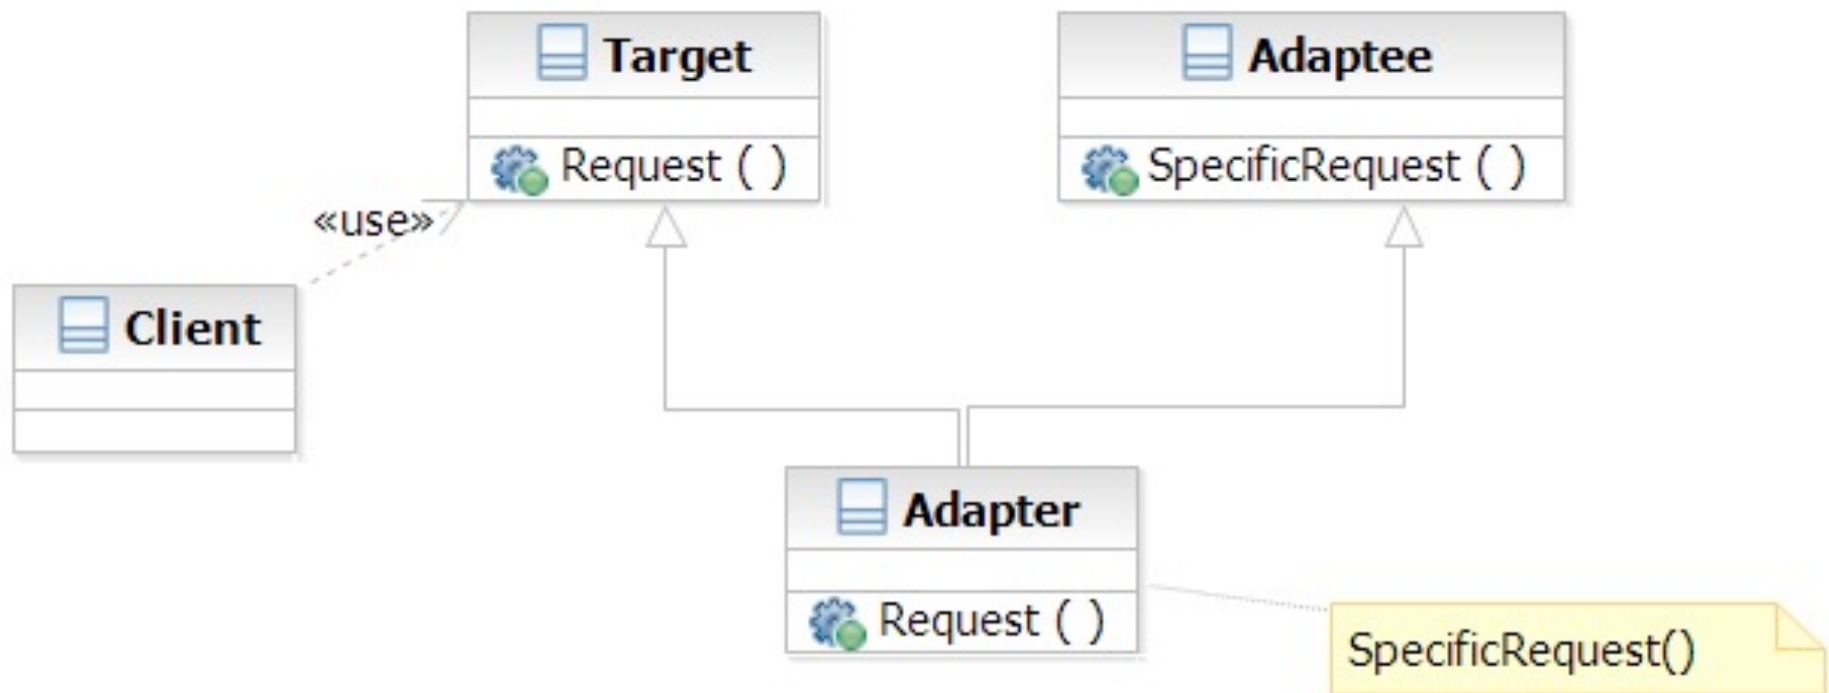 Target
Adaptee
Request ( )
SpecificRequest ( )
«use»
Client
Adapter
Request ( )
SpecificRequest()